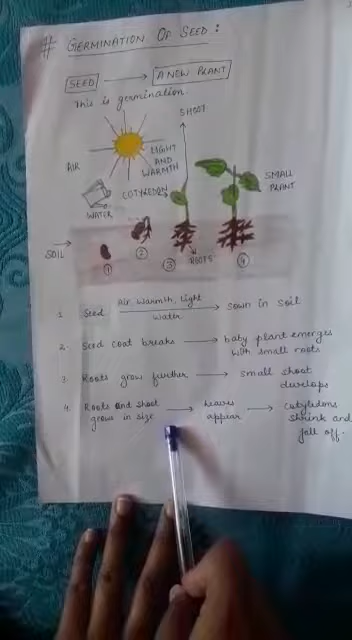 # GERMINATION OF SEED :
SEED → A NEW PLANT
This is germination.
SHOOT
AIR
LIGHT AND WARMTH
WATER
COTYLEDON
SMALL PLANT
SOIL →
ROOTS
① ② ③ ④
1. Seed Air, Warmth, Light Water → sown in soil
2. Seed coat breaks → baby plant emerges
with small roots
3. Roots grow further → small shoot
develops
4. Roots and shoot → leaves → cotyledons
grows in size appear shrink and
fall off.